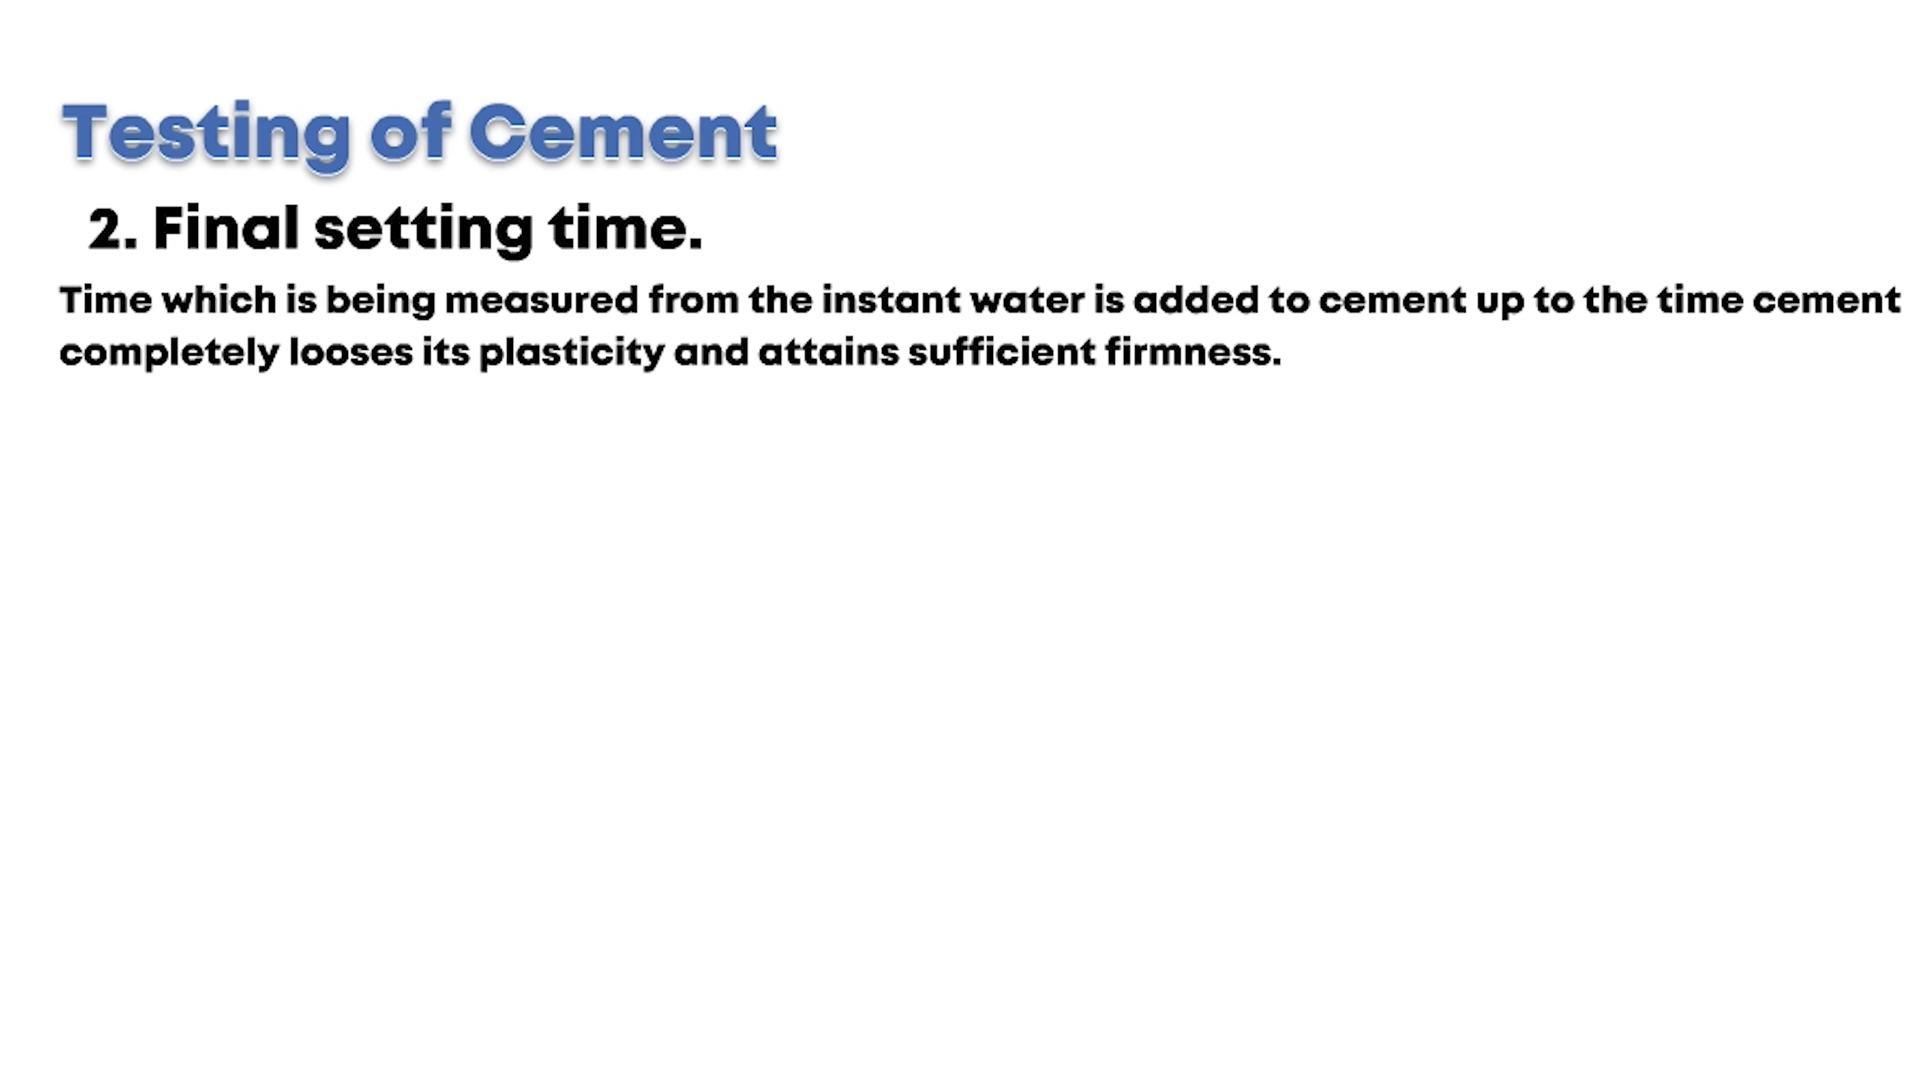 Testing of Cement
2. Final setting time.
Time which is being measured from the instant water is added to cement up to the time cement
completely looses its plasticity and attains sufficient firmness.